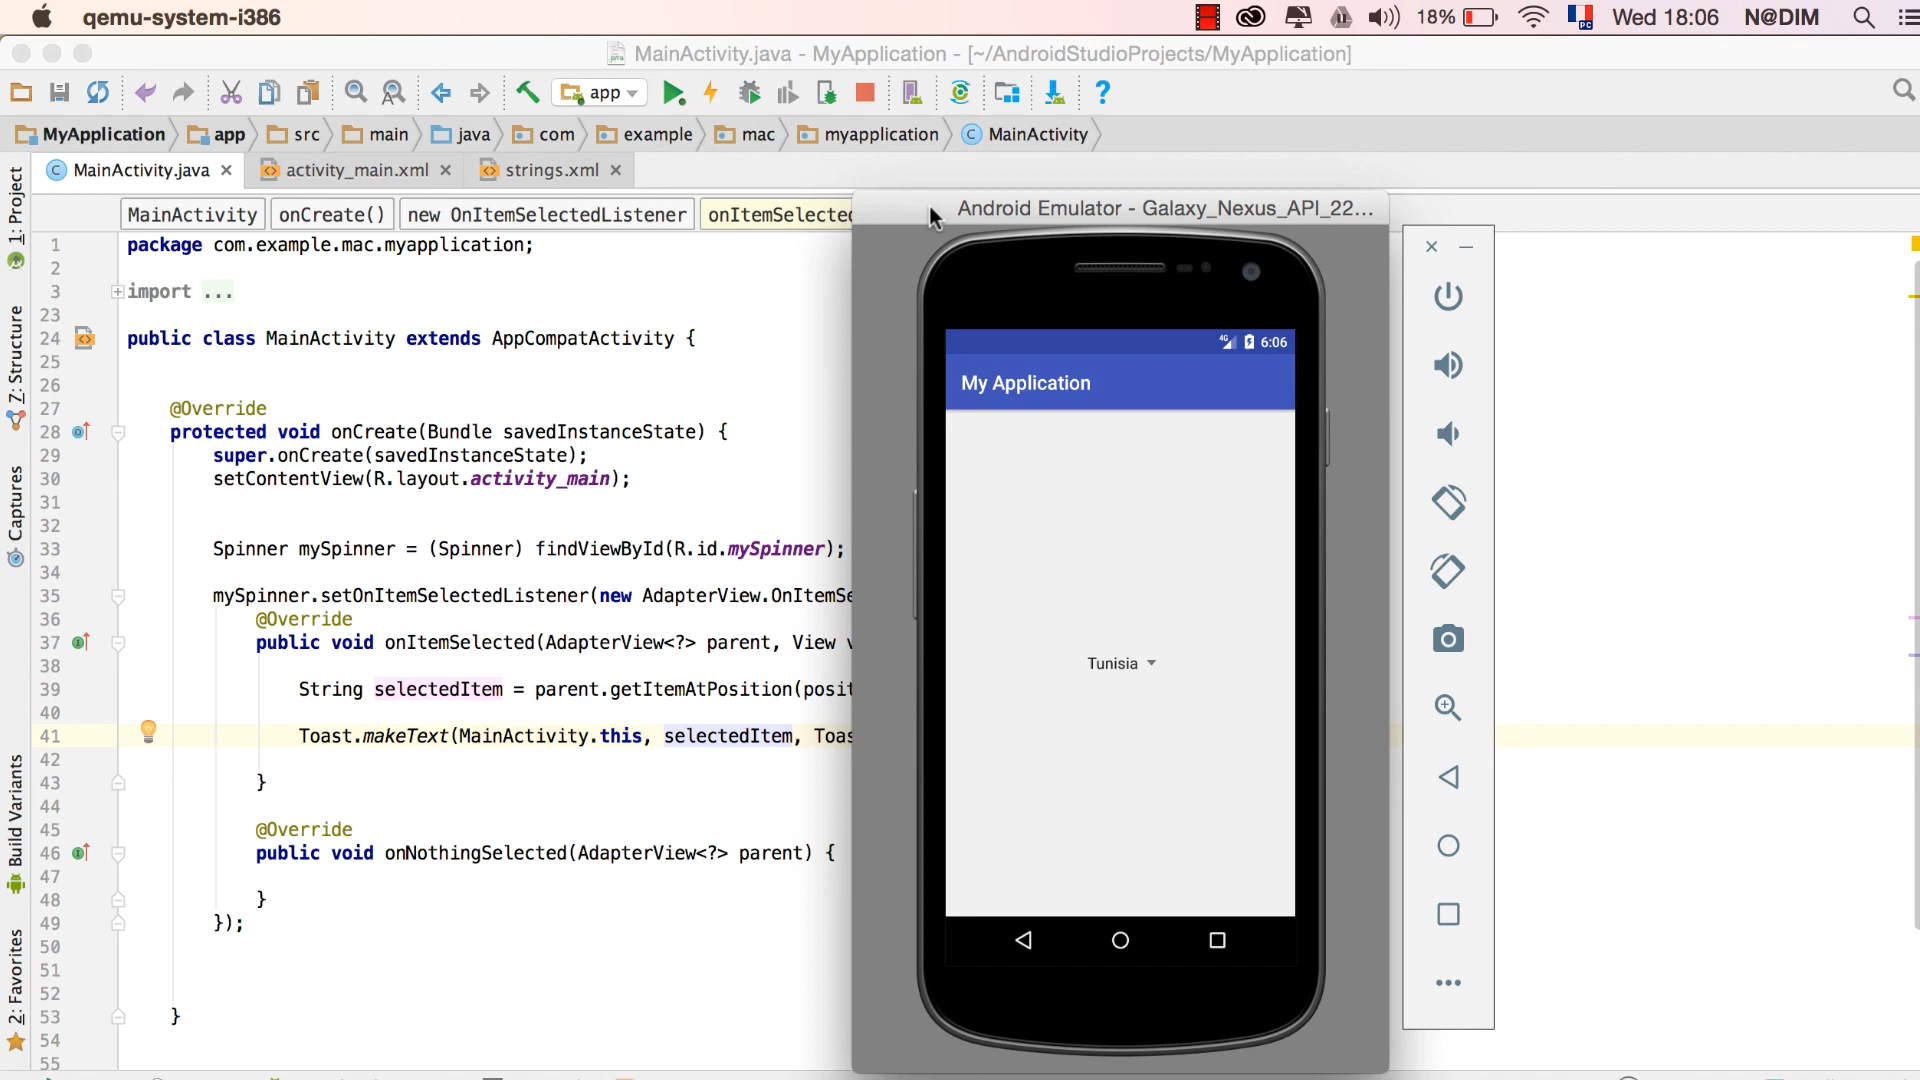 qemu-system-i386
18%
Wed 18:06
N@DIM
MainActivity.java - MyApplication - [~/AndroidStudioProjects/MyApplication]
app
?
MyApplication
app
src
main
java
com
example
mac
myapplication
C MainActivity
C MainActivity.java
activity_main.xml
strings.xml
MainActivity
onCreate()
new OnItemSelectedListener
onItemSelected
1: Project
Z: Structure
Captures
Build Variants
2: Favorites
1 package com.example.mac.myapplication;
2
3 import ...
23
24 public class MainActivity extends AppCompatActivity {
25
26
27 @Override
28 protected void onCreate(Bundle savedInstanceState) {
29 super.onCreate(savedInstanceState);
30 setContentView(R.layout.activity_main);
31
32
33 Spinner mySpinner = (Spinner) findViewById(R.id.mySpinner);
34
35 mySpinner.setOnItemSelectedListener(new AdapterView.OnItemSe
36 @Override
37 public void onItemSelected(AdapterView<?> parent, View v
38
39 String selectedItem = parent.getItemAtPosition(posit
40
41 Toast.makeText(MainActivity.this, selectedItem, Toas
42
43 }
44
45 @Override
46 public void onNothingSelected(AdapterView<?> parent) {
47
48 }
49 });
50
51
52
53 }
54
55
Android Emulator - Galaxy_Nexus_API_22...
4G
6:06
My Application
Tunisia